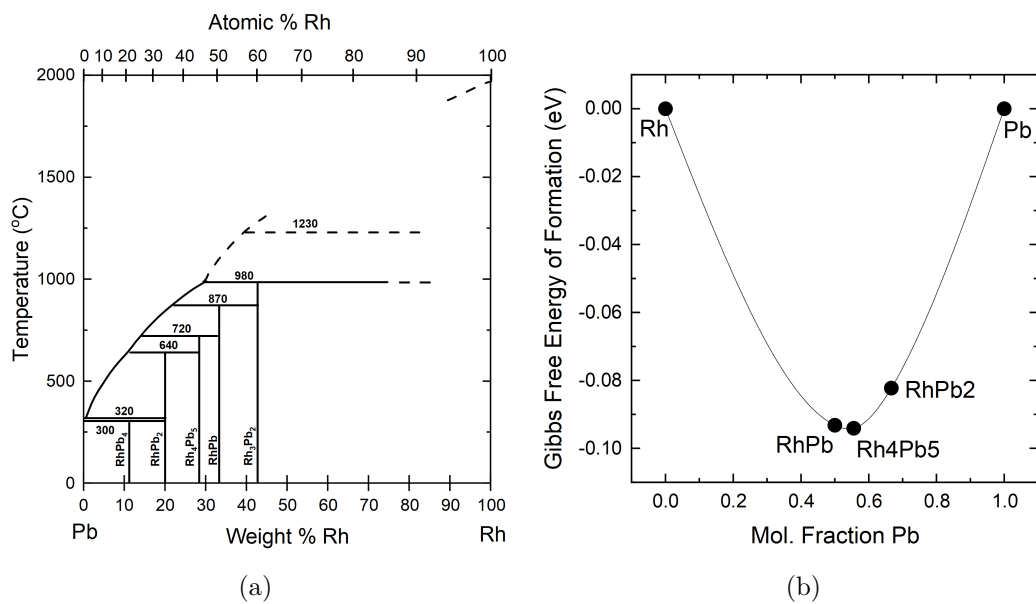 Atomic % Rh
0 10 20 30 40 50 60 70 80 90 100
2000
1500
1000
500
0
Temperature (°C)
1230
980
870
720
640
320
300
RhPb₄
RhPb₂
Rh₄Pb₅
RhPb
Rh₃Pb₂
0 10 20 30 40 50 60 70 80 90 100
Pb
Weight % Rh
Rh
(a)
Gibbs Free Energy of Formation (eV)
0.00
-0.02
-0.04
-0.06
-0.08
-0.10
Rh
Pb
RhPb2
RhPb
Rh4Pb5
0.0 0.2 0.4 0.6 0.8 1.0
Mol. Fraction Pb
(b)